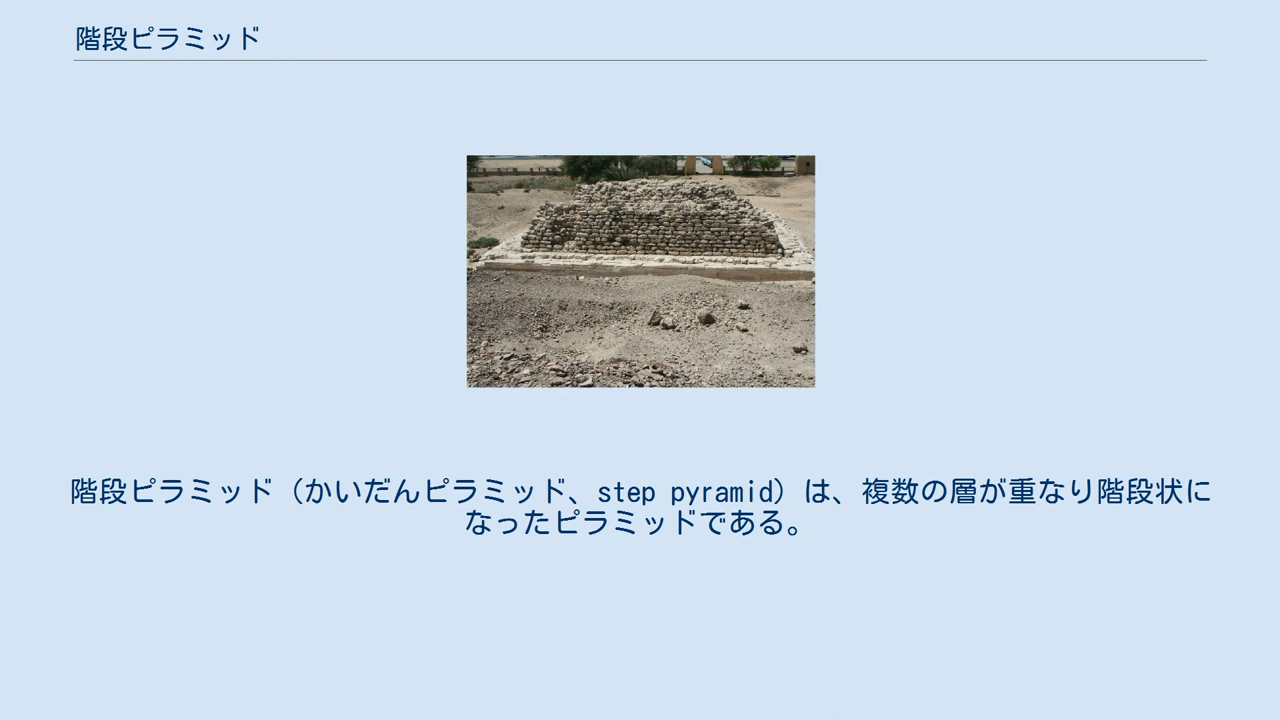 階段ピラミッド
階段ピラミッド（かいだんピラミッド、step pyramid）は、複数の層が重なり階段状に
なったピラミッドである。